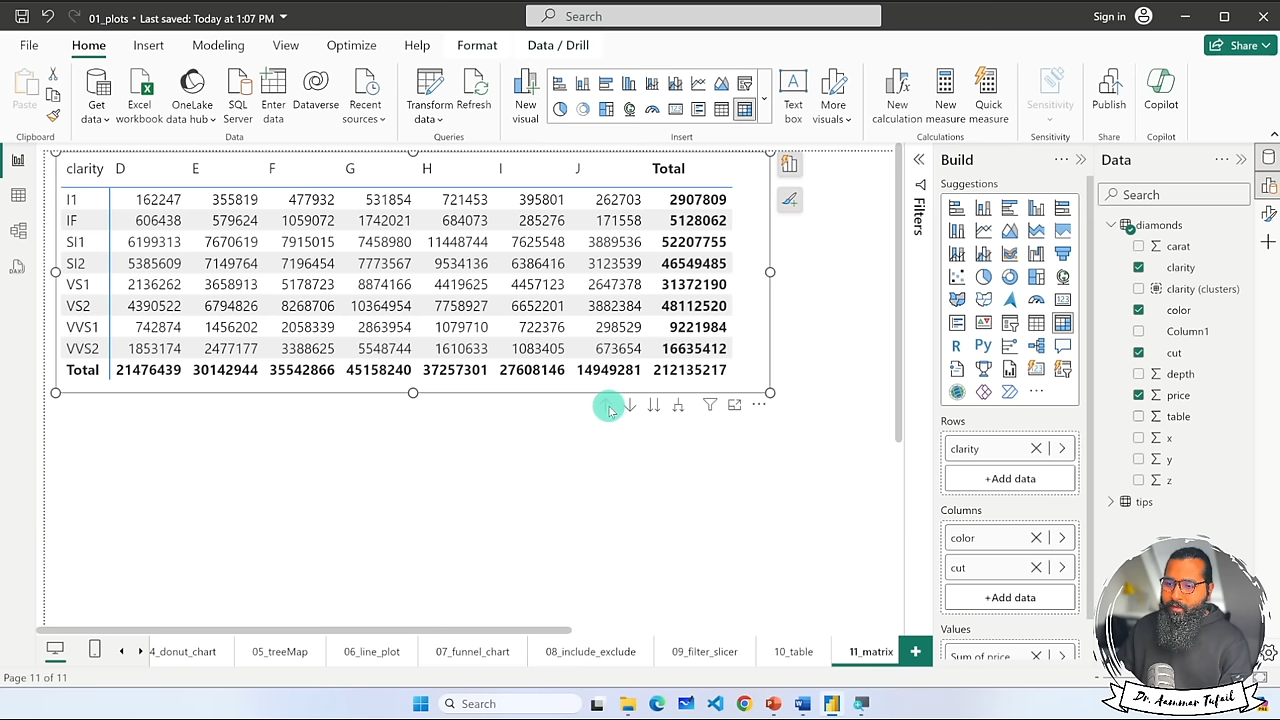 01_plots • Last saved: Today at 1:07 PM
Search
Sign in
File Home Insert Modeling View Optimize Help Format Data / Drill
Share
Paste
Get data
Excel workbook
OneLake data hub
SQL Server
Enter data
Dataverse
Recent sources
Transform data
Refresh
New visual
Text box
More visuals
New calculation
New measure
Quick measure
Sensitivity
Publish
Copilot
Clipboard Data Queries Insert Calculations Sensitivity Share Copilot
clarity D E F G H I J Total
I1 162247 355819 477932 531854 721453 395801 262703 2907809
IF 606438 579624 1059072 1742021 684073 285276 171558 5128062
SI1 6199313 7670619 7915015 7458980 11448744 7625548 3889536 52207755
SI2 5385609 7149764 7196454 7773567 9534136 6386416 3123539 46549485
VS1 2136262 3658913 5178723 8874166 4419625 4457123 2647378 31372190
VS2 4390522 6794826 8268706 10364954 7758927 6652201 3882384 48112520
VVS1 742874 1456202 2058339 2863954 1079710 722376 298529 9221984
VVS2 1853174 2477177 3388625 5548744 1610633 1083405 673654 16635412
Total 21476439 30142944 35542866 45158240 37257301 27608146 14949281 212135217
Filters
Build
Suggestions
R Py
Rows
clarity
+Add data
Columns
color
cut
+Add data
Values
Sum of price
Data
Search
diamonds
carat
clarity
clarity (clusters)
color
Column1
cut
depth
price
table
x
y
z
tips
4_donut_chart 05_treeMap 06_line_plot 07_funnel_chart 08_include_exclude 09_filter_slicer 10_table 11_matrix
Page 11 of 11
Search
Dr. Aammar Tufail